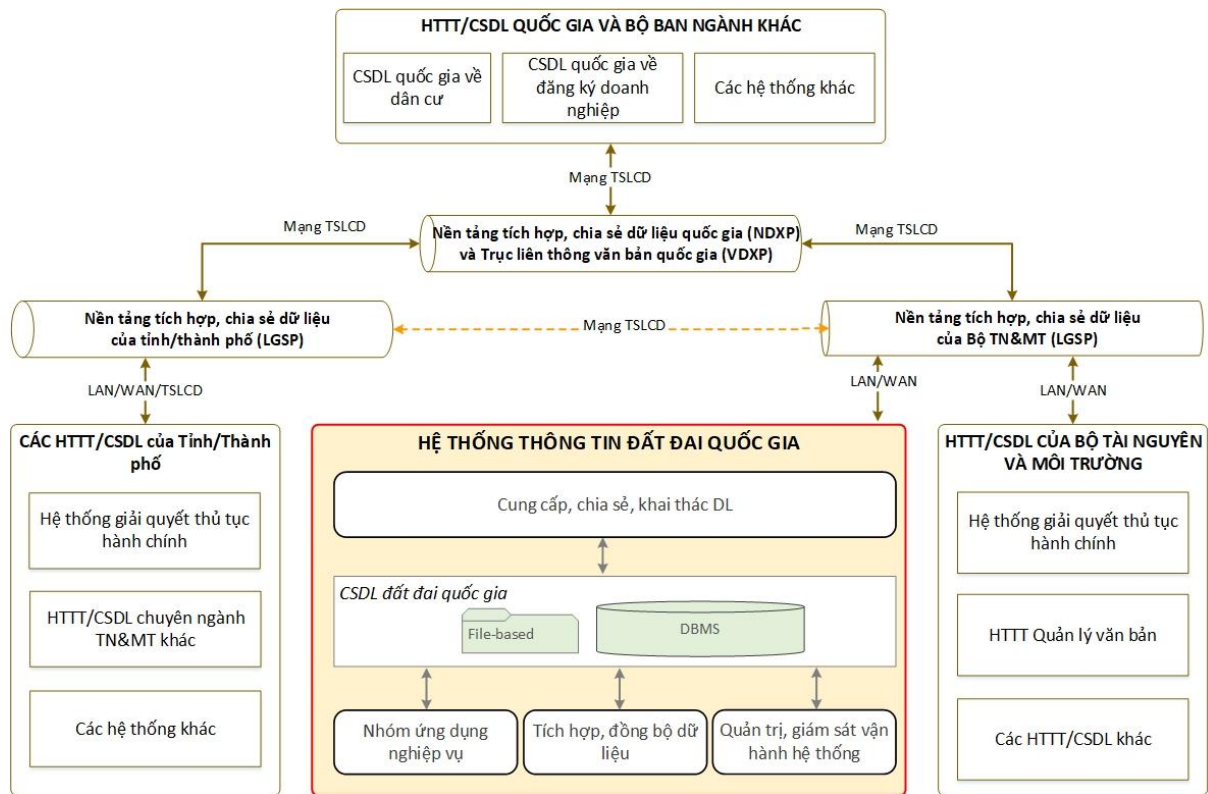 HTTT/CSDL QUỐC GIA VÀ BỘ BAN NGÀNH KHÁC
CSDL quốc gia về
dân cư
CSDL quốc gia về
đăng ký doanh
nghiệp
Các hệ thống khác
Mạng TSLCD
Mạng TSLCD
Nền tảng tích hợp, chia sẻ dữ liệu quốc gia (NDXP)
và Trục liên thông văn bản quốc gia (VDXP)
Mạng TSLCD
Nền tảng tích hợp, chia sẻ dữ liệu
của tỉnh/thành phố (LGSP)
Mạng TSLCD
Nền tảng tích hợp, chia sẻ dữ liệu
của Bộ TN&MT (LGSP)
LAN/WAN/TSLCD
LAN/WAN
LAN/WAN
CÁC HTTT/CSDL của Tỉnh/Thành
phố
Hệ thống giải quyết thủ tục
hành chính
HTTT/CSDL chuyên ngành
TN&MT khác
Các hệ thống khác
HỆ THỐNG THÔNG TIN ĐẤT ĐAI QUỐC GIA
Cung cấp, chia sẻ, khai thác DL
CSDL đất đai quốc gia
File-based
DBMS
Nhóm ứng dụng
nghiệp vụ
Tích hợp, đồng bộ dữ
liệu
Quản trị, giám sát vận
hành hệ thống
HTTT/CSDL CỦA BỘ TÀI NGUYÊN
VÀ MÔI TRƯỜNG
Hệ thống giải quyết thủ tục
hành chính
HTTT Quản lý văn bản
Các HTTT/CSDL khác